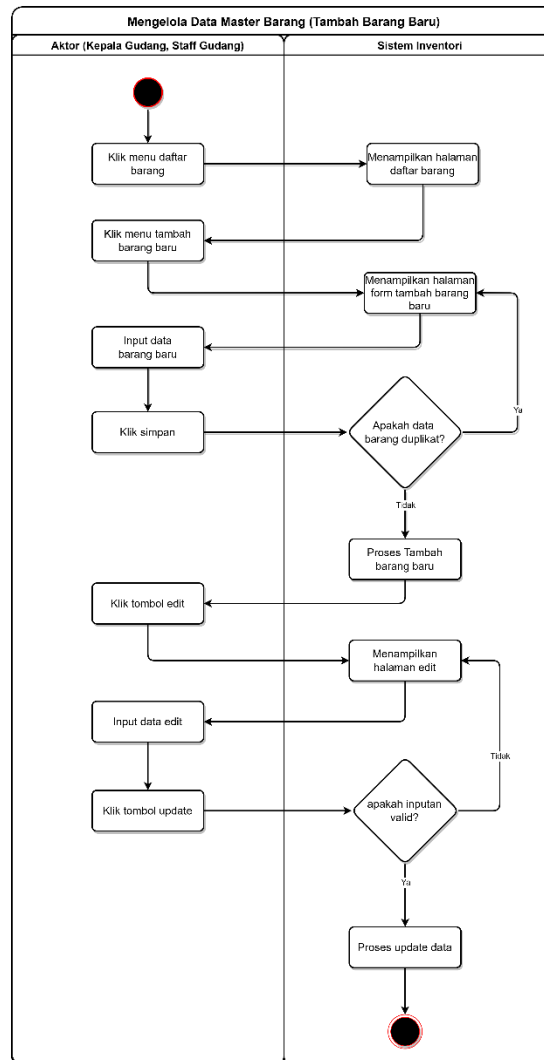 Mengelola Data Master Barang (Tambah Barang Baru)
Aktor (Kepala Gudang, Staff Gudang)
Sistem Inventori
Klik menu daftar
barang
Menampilkan halaman
daftar barang
Klik menu tambah
barang baru
Menampilkan halaman
form tambah barang
baru
Input data
barang baru
Klik simpan
Apakah data
barang duplikat?
Ya
Tidak
Proses Tambah
barang baru
Klik tombol edit
Menampilkan
halaman edit
Input data edit
Tidak
Klik tombol update
apakah inputan
valid?
Ya
Proses update data